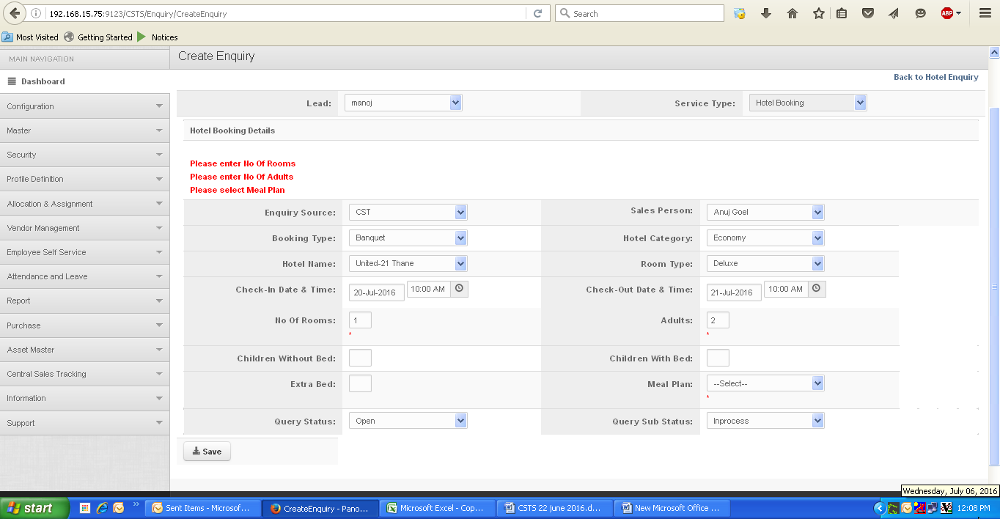 192.168.15.75:9123/CSTS/Enquiry/CreateEnquiry
Search
ABP
Most Visited
Getting Started
Notices
MAIN NAVIGATION
Create Enquiry
Dashboard
Back to Hotel Enquiry
Configuration
Master
Security
Profile Definition
Allocation & Assignment
Vendor Management
Employee Self Service
Attendance and Leave
Report
Purchase
Asset Master
Central Sales Tracking
Information
Support
Lead: manoj Service Type: Hotel Booking
Hotel Booking Details
Please enter No Of Rooms
Please enter No Of Adults
Please select Meal Plan
Enquiry Source: CST Sales Person: Anuj Goel
Booking Type: Banquet Hotel Category: Economy
Hotel Name: United-21 Thane Room Type: Deluxe
Check-In Date & Time: 20-Jul-2016 10:00 AM Check-Out Date & Time: 21-Jul-2016 10:00 AM
No Of Rooms: 1 Adults: 2
* *
Children Without Bed: Children With Bed:
Extra Bed: Meal Plan: --Select--
*
Query Status: Open Query Sub Status: Inprocess
Save
Wednesday, July 06, 2016
start
Sent Items - Microsof...
CreateEnquiry - Pano...
Microsoft Excel - Cop...
CSTS 22 june 2016.d...
New Microsoft Office ...
12:08 PM